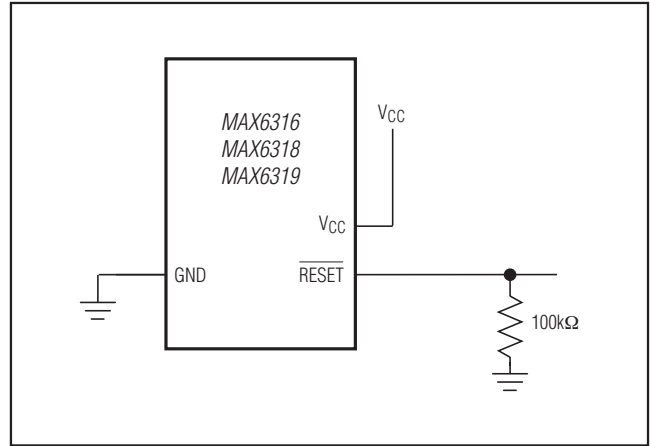 MAX6316
MAX6318
MAX6319
VCC
VCC
GND
RESET
100kΩ